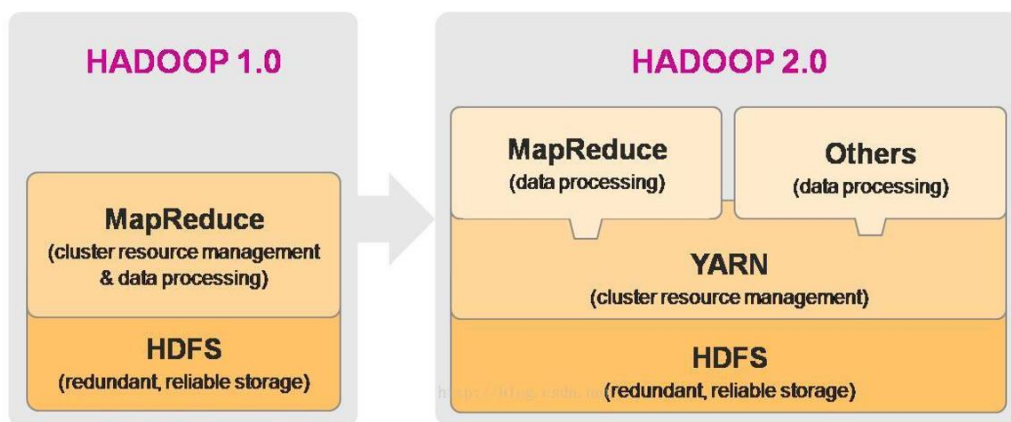 HADOOP 1.0
MapReduce
(cluster resource management
& data processing)
HDFS
(redundant, reliable storage)
HADOOP 2.0
MapReduce
(data processing)
Others
(data processing)
YARN
(cluster resource management)
HDFS
(redundant, reliable storage)